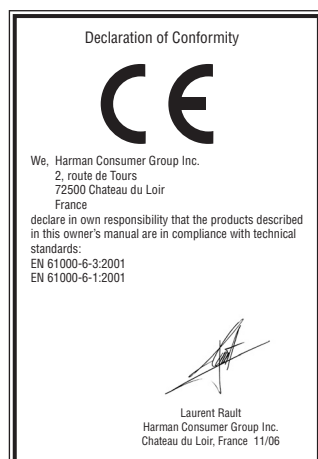 Declaration of Conformity
CE
We, Harman Consumer Group Inc.
2, route de Tours
72500 Chateau du Loir
France
declare in own responsibility that the products described
in this owner's manual are in compliance with technical
standards:
EN 61000-6-3:2001
EN 61000-6-1:2001
Laurent Rault
Harman Consumer Group Inc.
Chateau du Loir, France 11/06